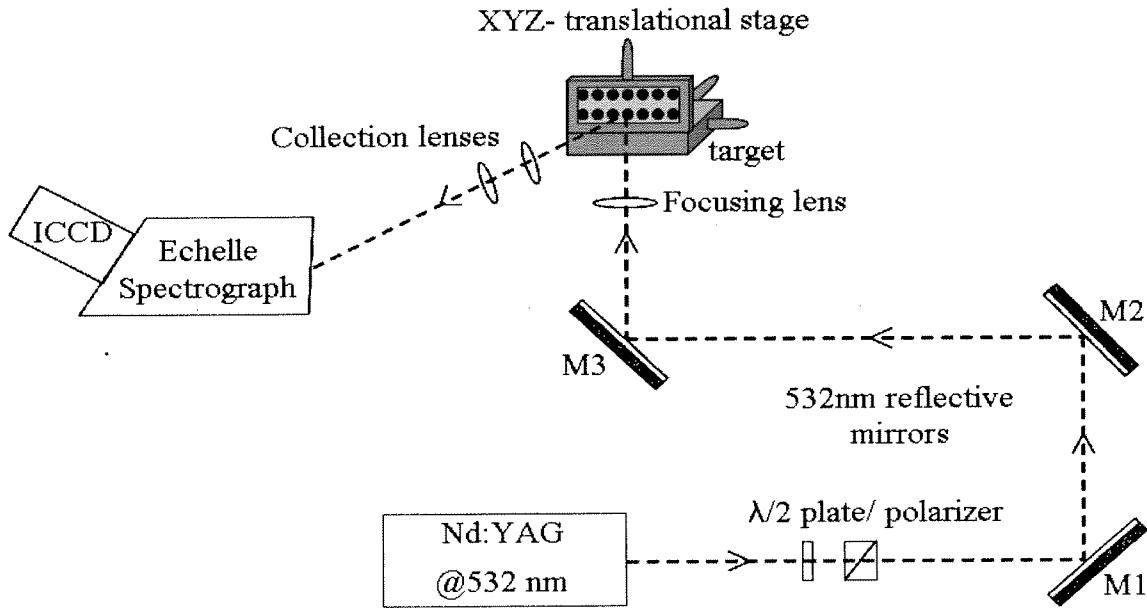 XYZ- translational stage
Collection lenses
target
Focusing lens
ICCD
Echelle
Spectrograph
M2
M3
532nm reflective
mirrors
λ/2 plate/ polarizer
Nd:YAG
@532 nm
M1